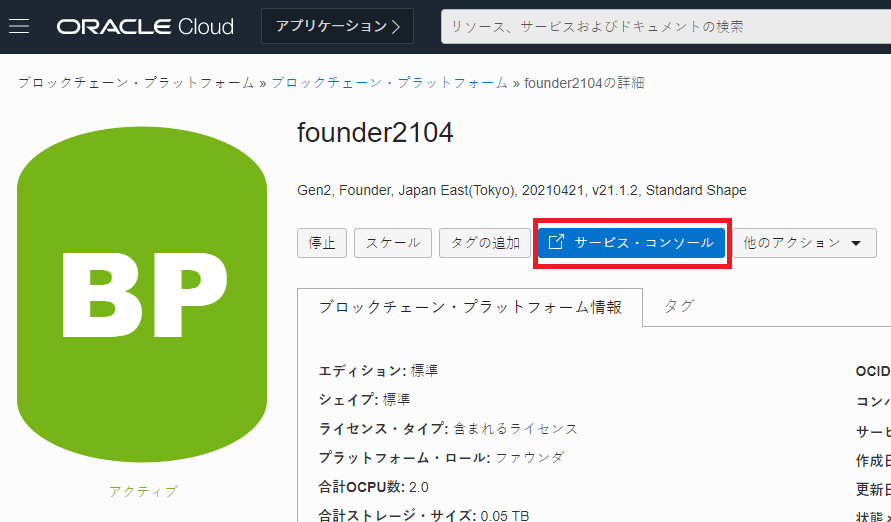 ORACLE Cloud
アプリケーション
リソース、サービスおよびドキュメントの検索
ブロックチェーン・プラットフォーム » ブロックチェーン・プラットフォーム » founder2104の詳細
founder2104
Gen2, Founder, Japan East(Tokyo), 20210421, v21.1.2, Standard Shape
停止 スケール タグの追加 サービス・コンソール 他のアクション
BP
アクティブ
ブロックチェーン・プラットフォーム情報 タグ
エディション: 標準
シェイプ: 標準
ライセンス・タイプ: 含まれるライセンス
プラットフォーム・ロール: ファウンダ
合計OCPU数: 2.0
合計ストレージ・サイズ: 0.05 TB
OCID
コンパ
サービ
作成日
更新日
状態メ